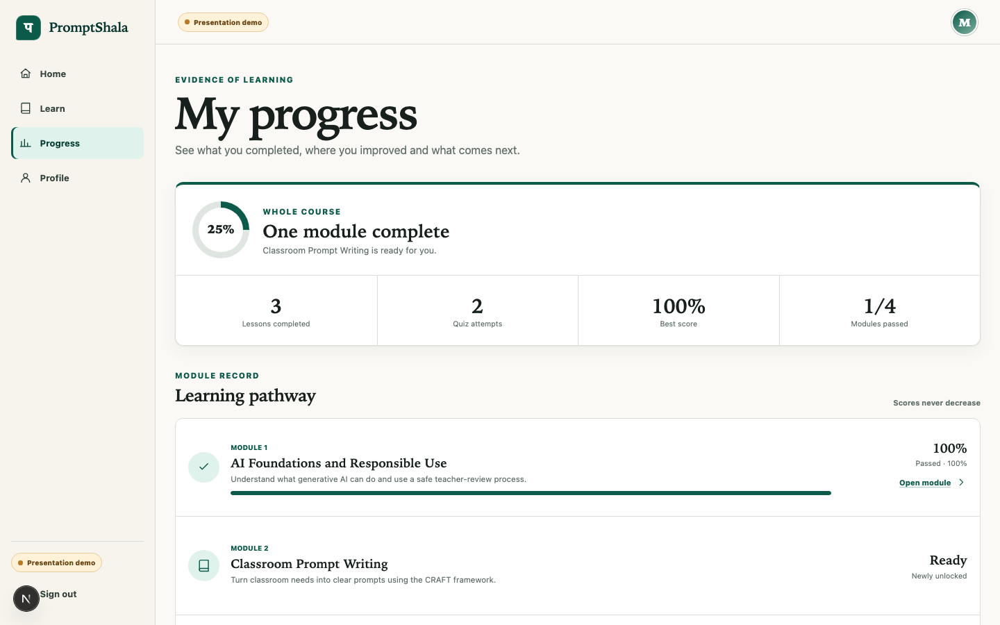 प PromptShala
Home
Learn
Progress
Profile
Presentation demo
N Sign out
Presentation demo
M
EVIDENCE OF LEARNING
My progress
See what you completed, where you improved and what comes next.
25%
WHOLE COURSE
One module complete
Classroom Prompt Writing is ready for you.
3
Lessons completed
2
Quiz attempts
100%
Best score
1/4
Modules passed
MODULE RECORD
Learning pathway
Scores never decrease
MODULE 1
AI Foundations and Responsible Use
Understand what generative AI can do and use a safe teacher-review process.
100%
Passed · 100%
Open module
MODULE 2
Classroom Prompt Writing
Turn classroom needs into clear prompts using the CRAFT framework.
Ready
Newly unlocked